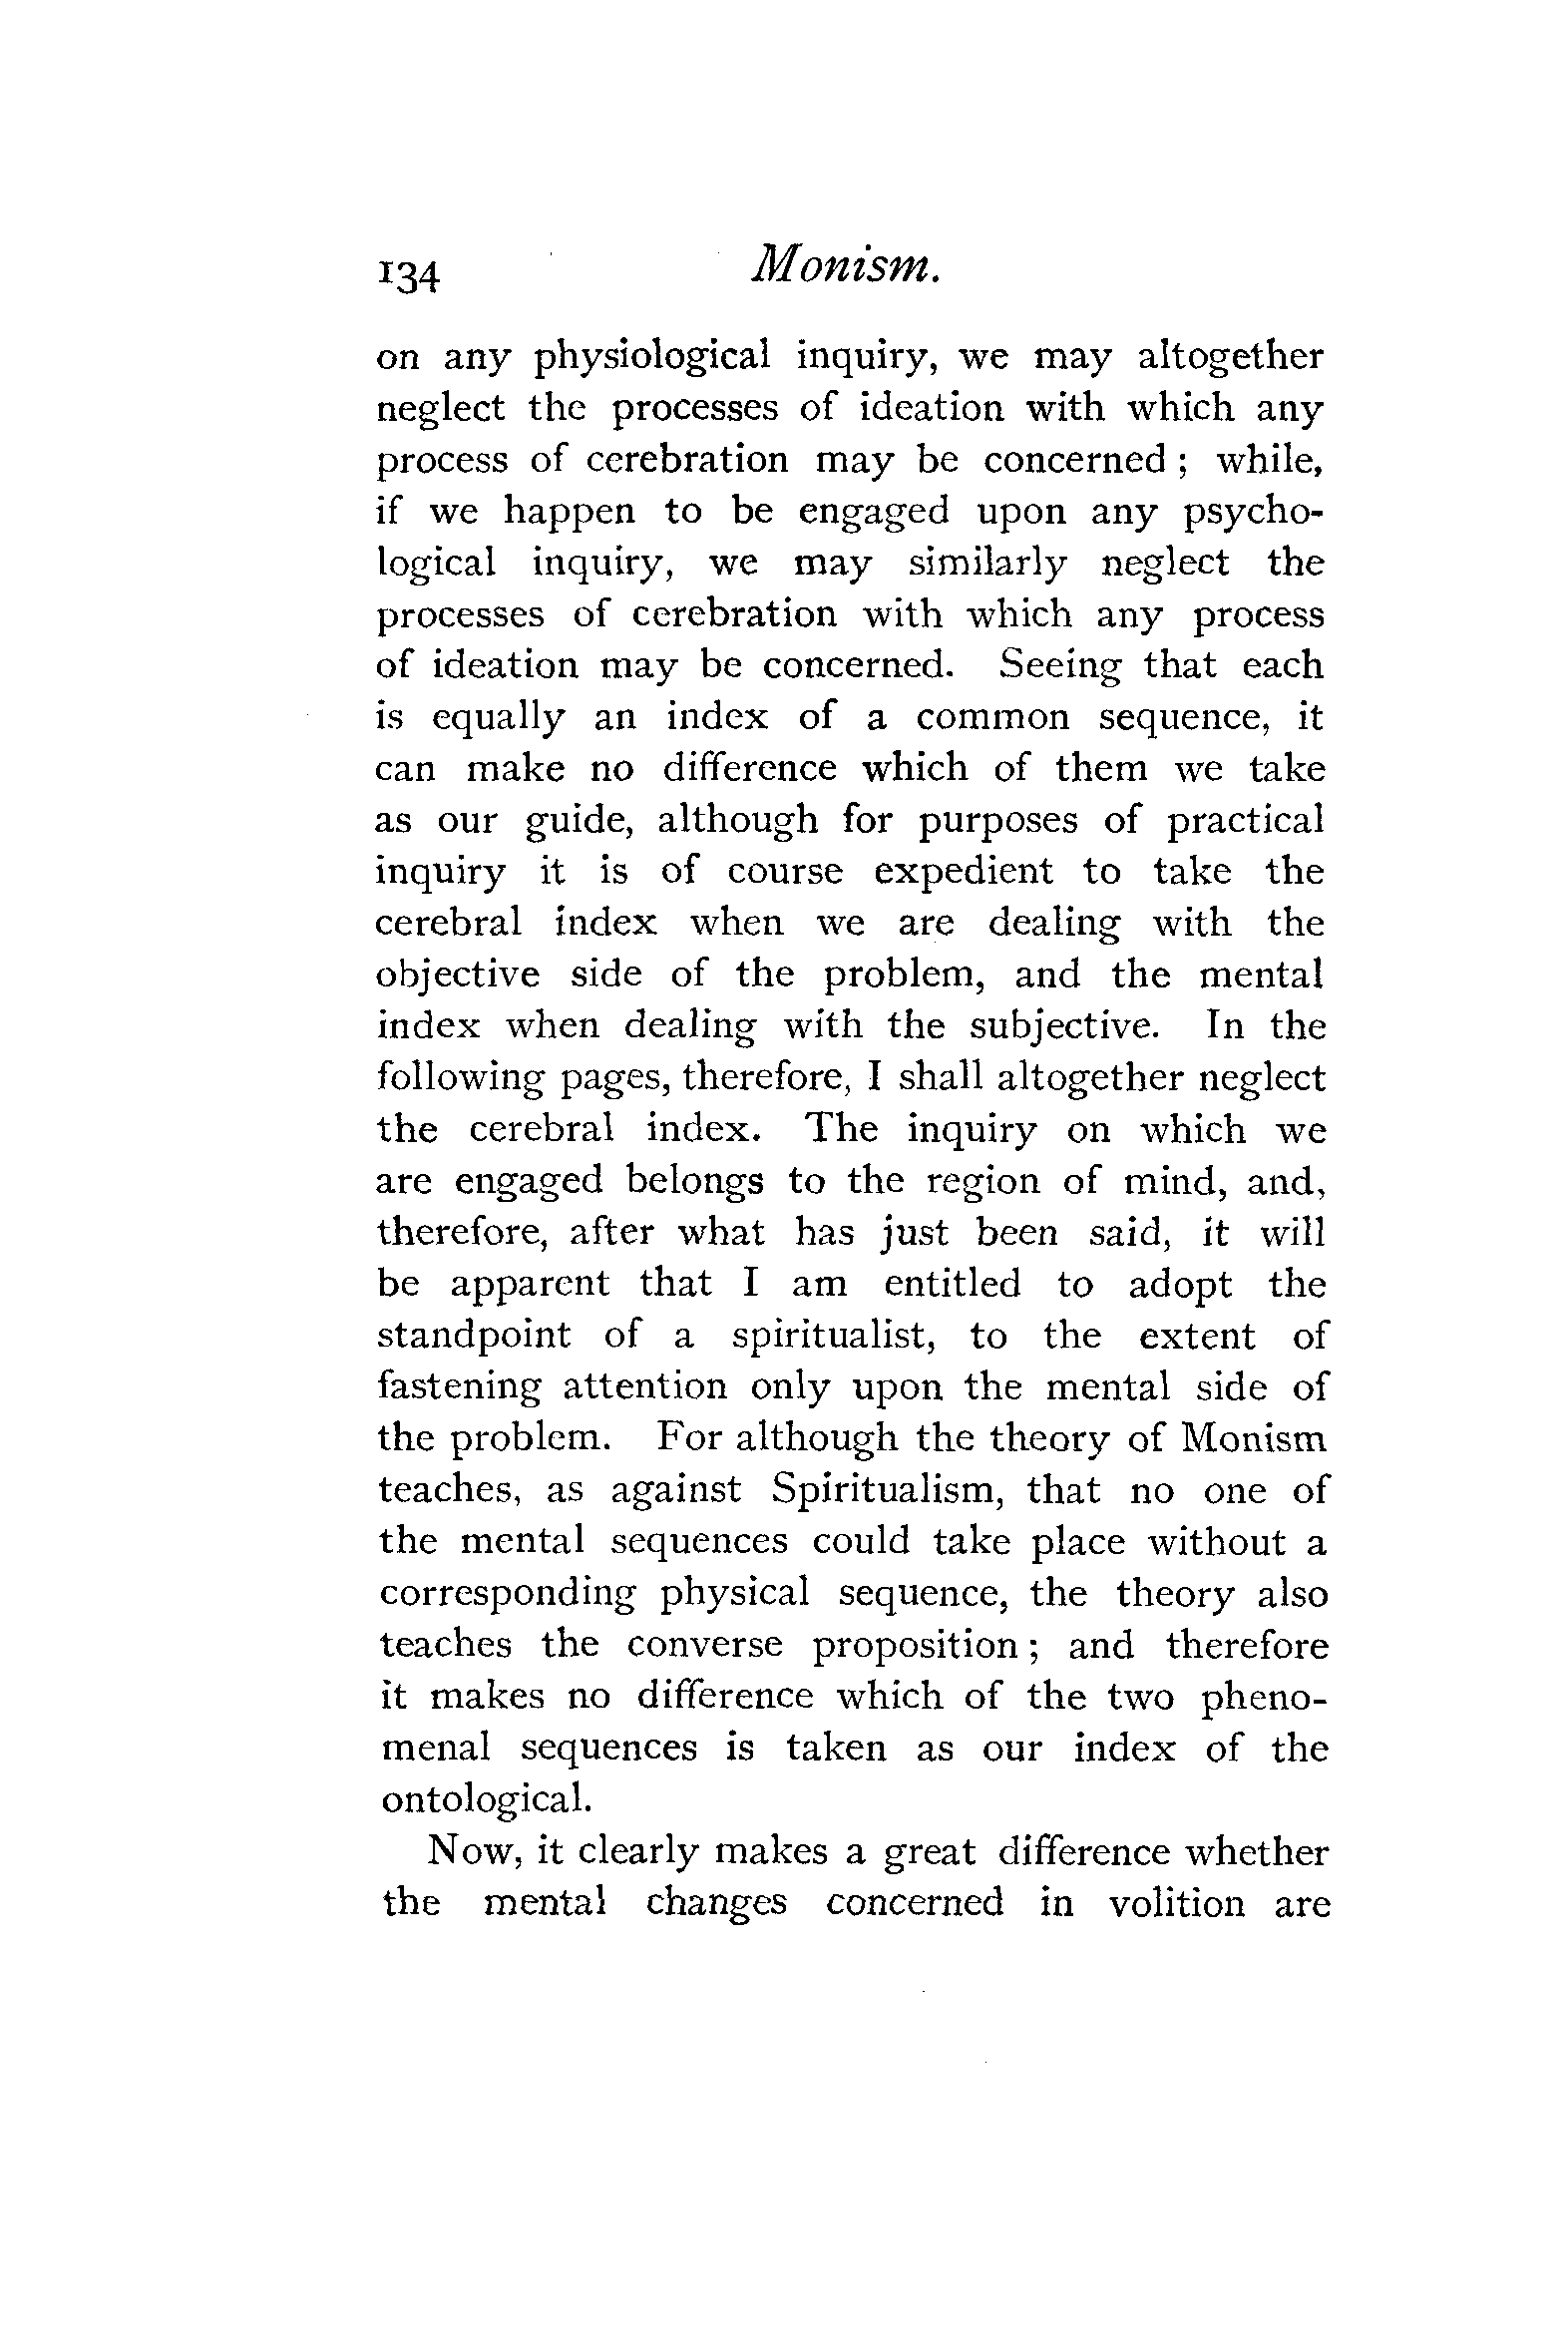 134 Monism.
on any physiological inquiry, we may altogether
neglect the processes of ideation with which any
process of cerebration may be concerned ; while,
if we happen to be engaged upon any psycho-
logical inquiry, we may similarly neglect the
processes of cerebration with which any process
of ideation may be concerned. Seeing that each
is equally an index of a common sequence, it
can make no difference which of them we take
as our guide, although for purposes of practical
inquiry it is of course expedient to take the
cerebral index when we are dealing with the
objective side of the problem, and the mental
index when dealing with the subjective. In the
following pages, therefore, I shall altogether neglect
the cerebral index. The inquiry on which we
are engaged belongs to the region of mind, and,
therefore, after what has just been said, it will
be apparent that I am entitled to adopt the
standpoint of a spiritualist, to the extent of
fastening attention only upon the mental side of
the problem. For although the theory of Monism
teaches, as against Spiritualism, that no one of
the mental sequences could take place without a
corresponding physical sequence, the theory also
teaches the converse proposition ; and therefore
it makes no difference which of the two pheno-
menal sequences is taken as our index of the
ontological.
Now, it clearly makes a great difference whether
the mental changes concerned in volition are